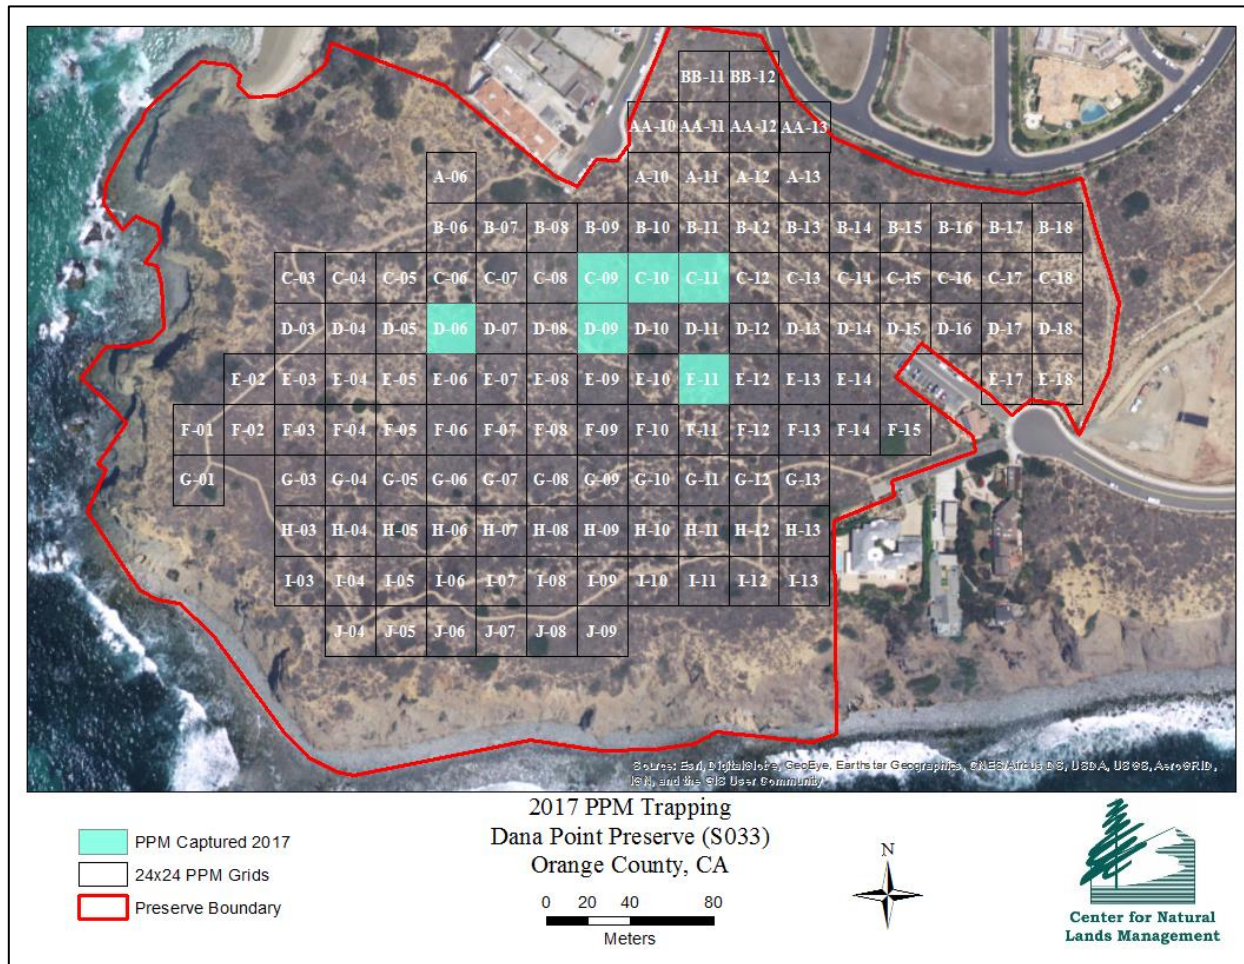 BB-11 BB-12
AA-10 AA-11 AA-12 AA-13
A-06 A-10 A-11 A-12 A-13
B-06 B-07 B-08 B-09 B-10 B-11 B-12 B-13 B-14 B-15 B-16 B-17 B-18
C-03 C-04 C-05 C-06 C-07 C-08 C-09 C-10 C-11 C-12 C-13 C-14 C-15 C-16 C-17 C-18
D-03 D-04 D-05 D-06 D-07 D-08 D-09 D-10 D-11 D-12 D-13 D-14 D-15 D-16 D-17 D-18
E-02 E-03 E-04 E-05 E-06 E-07 E-08 E-09 E-10 E-11 E-12 E-13 E-14 E-17 E-18
F-01 F-02 F-03 F-04 F-05 F-06 F-07 F-08 F-09 F-10 F-11 F-12 F-13 F-14 F-15
G-01 G-03 G-04 G-05 G-06 G-07 G-08 G-09 G-10 G-11 G-12 G-13
H-03 H-04 H-05 H-06 H-07 H-08 H-09 H-10 H-11 H-12 H-13
I-03 I-04 I-05 I-06 I-07 I-08 I-09 I-10 I-11 I-12 I-13
J-04 J-05 J-06 J-07 J-08 J-09
Source: Esri, DigitalGlobe, GeoEye, Earthstar Geographics, CNES/Airbus DS, USDA, USGS, AeroGRID,
IGN, and the GIS User Community
2017 PPM Trapping
Dana Point Preserve (S033)
Orange County, CA
0 20 40 80
Meters
PPM Captured 2017
24x24 PPM Grids
Preserve Boundary
N
Center for Natural
Lands Management